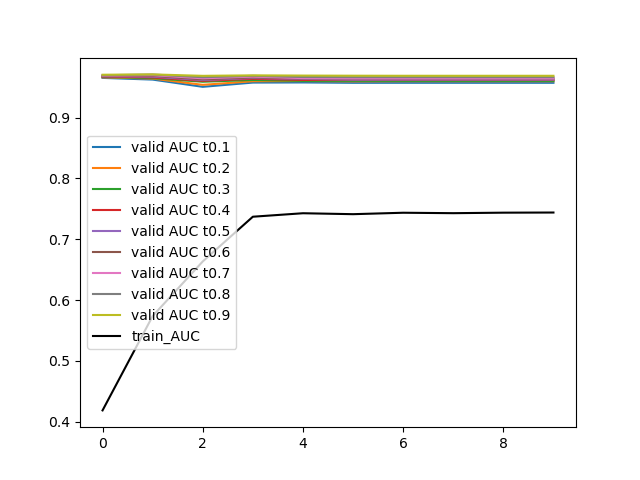 0.9
0.8
0.7
0.6
0.5
0.4
valid AUC t0.1
valid AUC t0.2
valid AUC t0.3
valid AUC t0.4
valid AUC t0.5
valid AUC t0.6
valid AUC t0.7
valid AUC t0.8
valid AUC t0.9
train_AUC
0 2 4 6 8